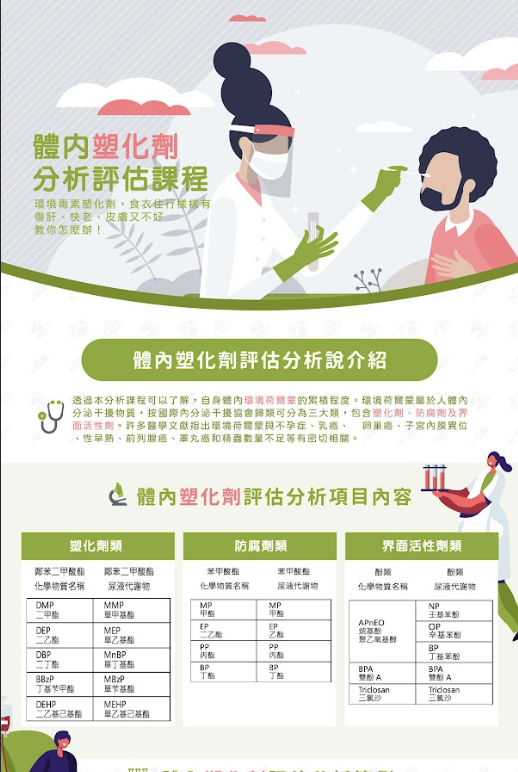 體內塑化劑
分析評估課程
環境毒素塑化劑，食衣住行樣樣有
傷肝、快老、皮膚又不好
教你怎麼辦！
體內塑化劑評估分析說介紹
透過本分析課程可以了解，自身體內環境荷爾蒙的累積程度。環境荷爾蒙屬於人體內
分泌干擾物質，按國際內分泌干擾協會歸類可分為三大類，包含塑化劑、防腐劑及界
面活性劑。許多醫學文獻指出環境荷爾蒙與不孕症、乳癌、 卵巢癌、子宮內膜異位
、性早熟、前列腺癌、睪丸癌和精蟲數量不足等有密切相關。
體內塑化劑評估分析項目內容
塑化劑類
鄰苯二甲酸酯 鄰苯二甲酸酯
化學物質名稱 尿液代謝物
DMP MMP
二甲酯 單甲基酯
DEP MEP
二乙酯 單乙基酯
DBP MnBP
二丁酯 單丁基酯
BBzP MBzP
丁基苄甲酯 單苄基酯
DEHP MEHP
二乙基己基酯 單乙基己基酯
防腐劑類
苯甲酸酯 苯甲酸酯
化學物質名稱 尿液代謝物
MP MP
甲酯 甲酯
EP EP
二乙酯 乙酯
PP PP
丙酯 丙酯
BP BP
丁酯 丁酯
界面活性劑類
酚類 酚類
化學物質名稱 尿液代謝物
APnEO
烷基酚
聚乙氧基醇
NP
壬基苯酚
OP
辛基苯酚
BP
丁基苯酚
BPA BPA
雙酚 A 雙酚 A
Triclosan Triclosan
三氯沙 三氯沙